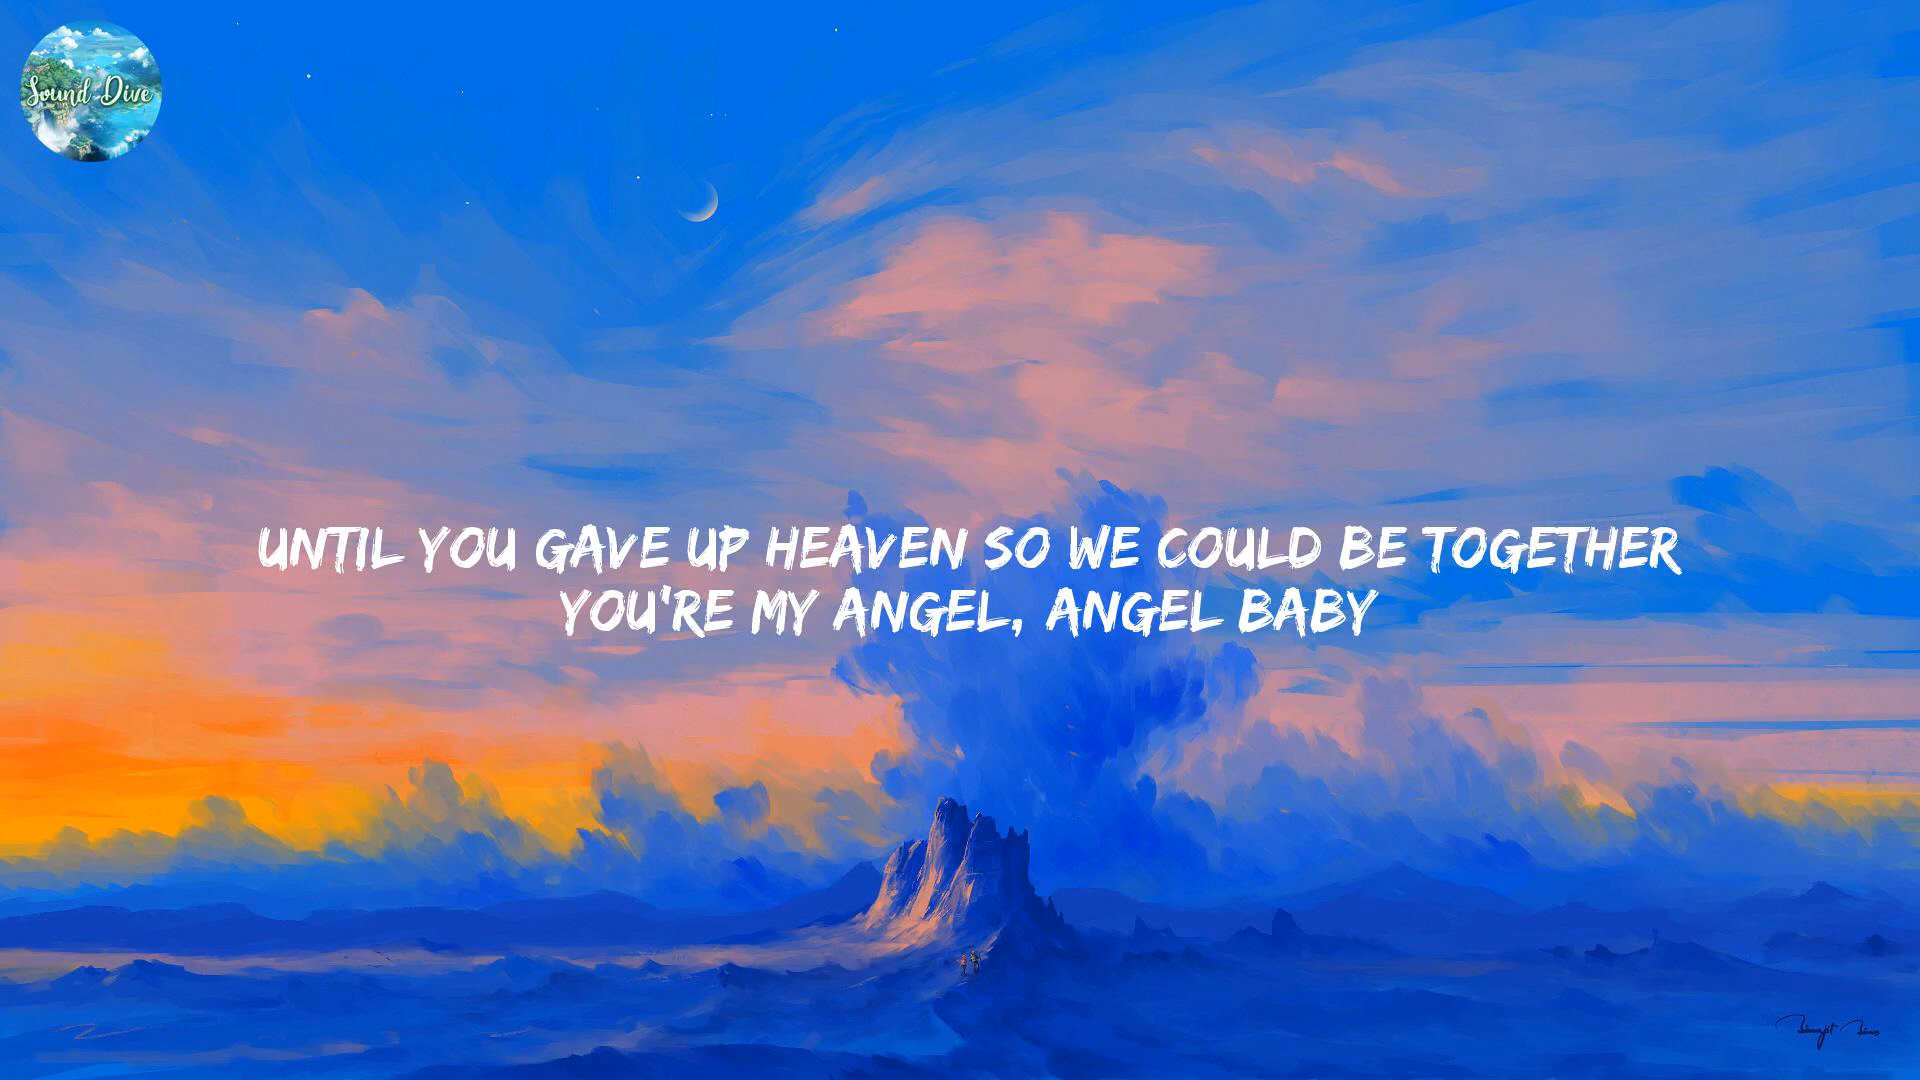 Sound Dive
UNTIL YOU GAVE UP HEAVEN SO WE COULD BE TOGETHER
YOU'RE MY ANGEL, ANGEL BABY